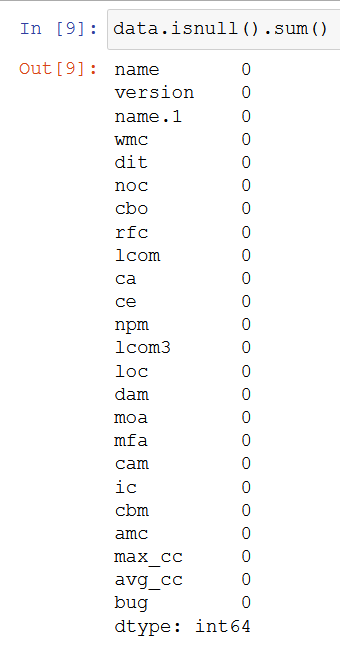 In [9]: data.isnull().sum()
Out[9]: name 0
version 0
name.1 0
wmc 0
dit 0
noc 0
cbo 0
rfc 0
lcom 0
ca 0
ce 0
npm 0
lcom3 0
loc 0
dam 0
moa 0
mfa 0
cam 0
ic 0
cbm 0
amc 0
max_cc 0
avg_cc 0
bug 0
dtype: int64